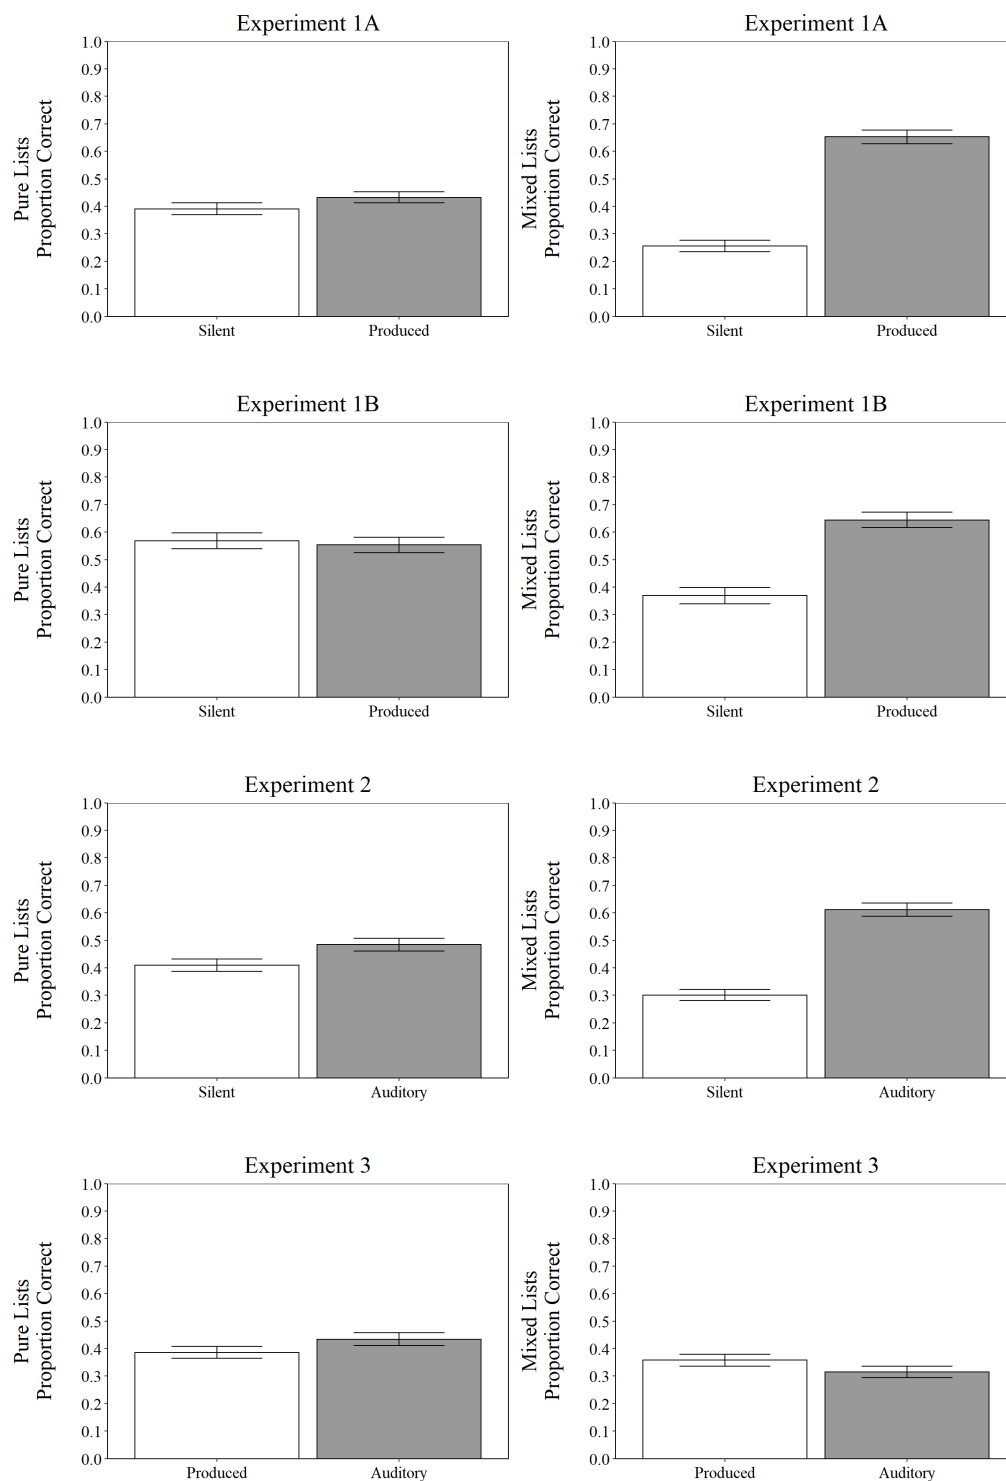 Experiment 1A
Pure Lists
Proportion Correct
1.0
0.9
0.8
0.7
0.6
0.5
0.4
0.3
0.2
0.1
0.0
Silent Produced
Experiment 1A
Mixed Lists
Proportion Correct
1.0
0.9
0.8
0.7
0.6
0.5
0.4
0.3
0.2
0.1
0.0
Silent Produced
Experiment 1B
Pure Lists
Proportion Correct
1.0
0.9
0.8
0.7
0.6
0.5
0.4
0.3
0.2
0.1
0.0
Silent Produced
Experiment 1B
Mixed Lists
Proportion Correct
1.0
0.9
0.8
0.7
0.6
0.5
0.4
0.3
0.2
0.1
0.0
Silent Produced
Experiment 2
Pure Lists
Proportion Correct
1.0
0.9
0.8
0.7
0.6
0.5
0.4
0.3
0.2
0.1
0.0
Silent Auditory
Experiment 2
Mixed Lists
Proportion Correct
1.0
0.9
0.8
0.7
0.6
0.5
0.4
0.3
0.2
0.1
0.0
Silent Auditory
Experiment 3
Pure Lists
Proportion Correct
1.0
0.9
0.8
0.7
0.6
0.5
0.4
0.3
0.2
0.1
0.0
Produced Auditory
Experiment 3
Mixed Lists
Proportion Correct
1.0
0.9
0.8
0.7
0.6
0.5
0.4
0.3
0.2
0.1
0.0
Produced Auditory